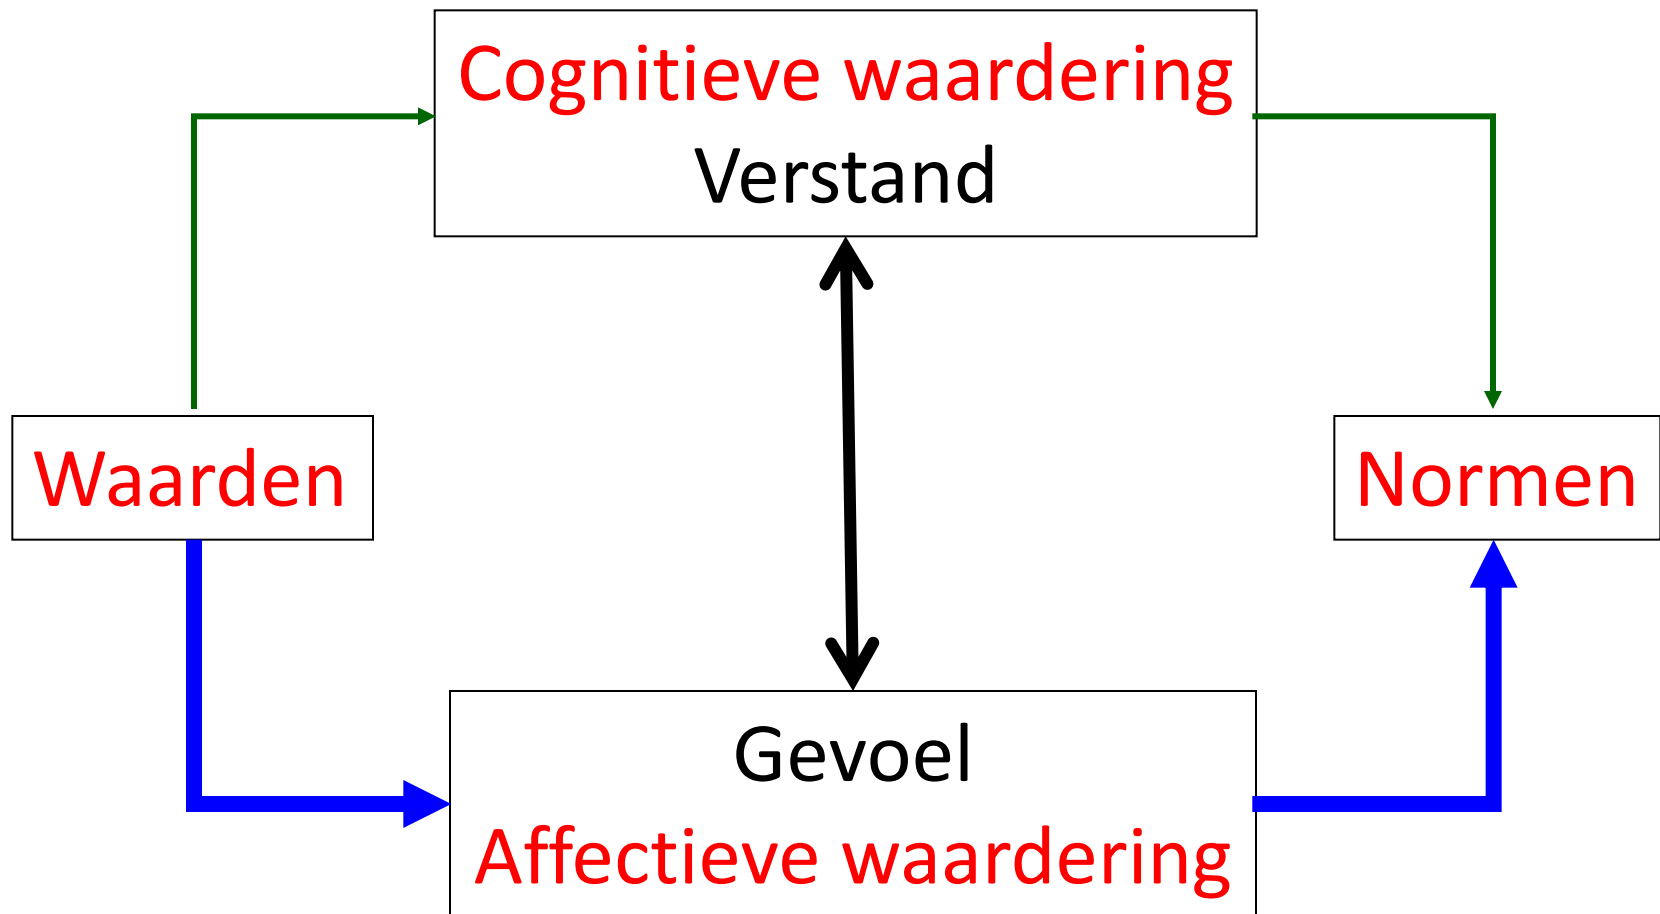 Cognitieve waardering
Verstand
Waarden
Normen
Gevoel
Affectieve waardering